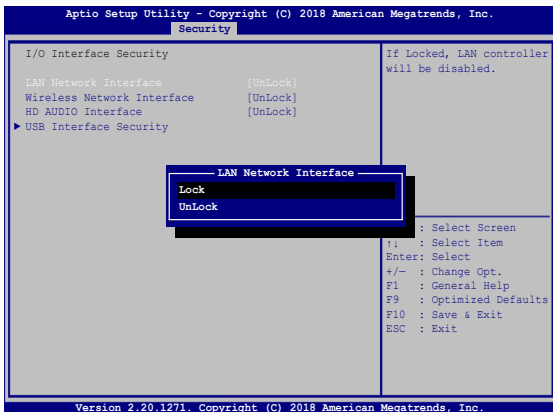 Aptio Setup Utility - Copyright (C) 2018 American Megatrends, Inc.
Security
I/O Interface Security
LAN Network Interface [UnLock]
Wireless Network Interface [UnLock]
HD AUDIO Interface [UnLock]
USB Interface Security
If Locked, LAN controller
will be disabled.
LAN Network Interface
Lock
UnLock
: Select Screen
↑↓ : Select Item
Enter: Select
+/— : Change Opt.
F1 : General Help
F9 : Optimized Defaults
F10 : Save & Exit
ESC : Exit
Version 2.20.1271. Copyright (C) 2018 American Megatrends, Inc.